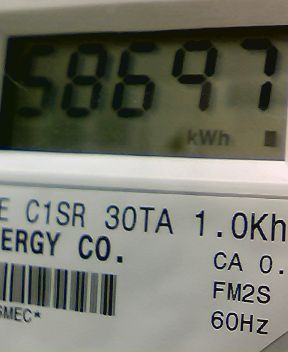 58697
kWh
E C1SR 30TA 1.0Kh
ERGY CO.
CA 0.
FM2S
SMEC*
60Hz